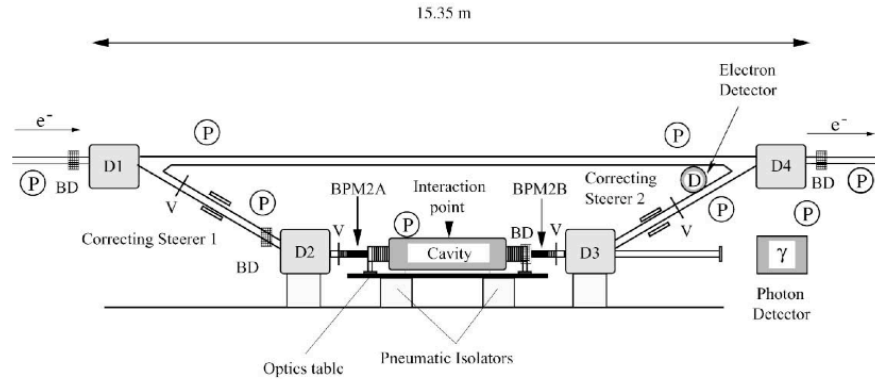 15.35 m
Electron
Detector
e⁻
e⁻
P
P
D1
D4
P
BD
BD
P
D
Correcting
Steerer 2
BPM2A
Interaction
point
BPM2B
V
P
P
P
P
V
Correcting Steerer 1
V
BD
V
D2
Cavity
D3
γ
BD
Photon
Detector
Optics table
Pneumatic Isolators